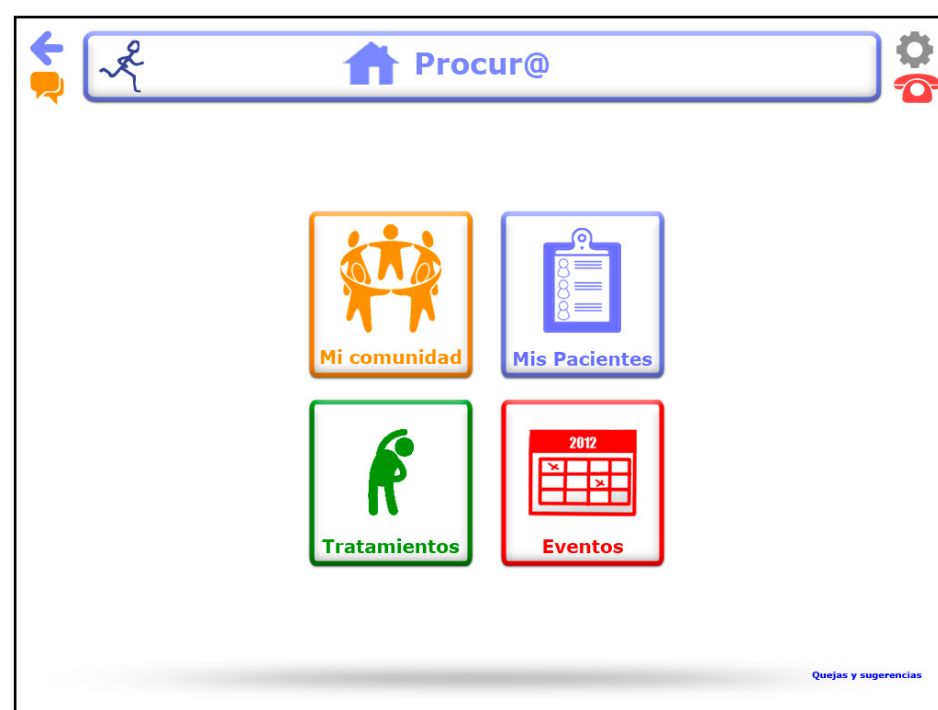 Procur@
Mi comunidad
Mis Pacientes
2012
Tratamientos
Eventos
Quejas y sugerencias